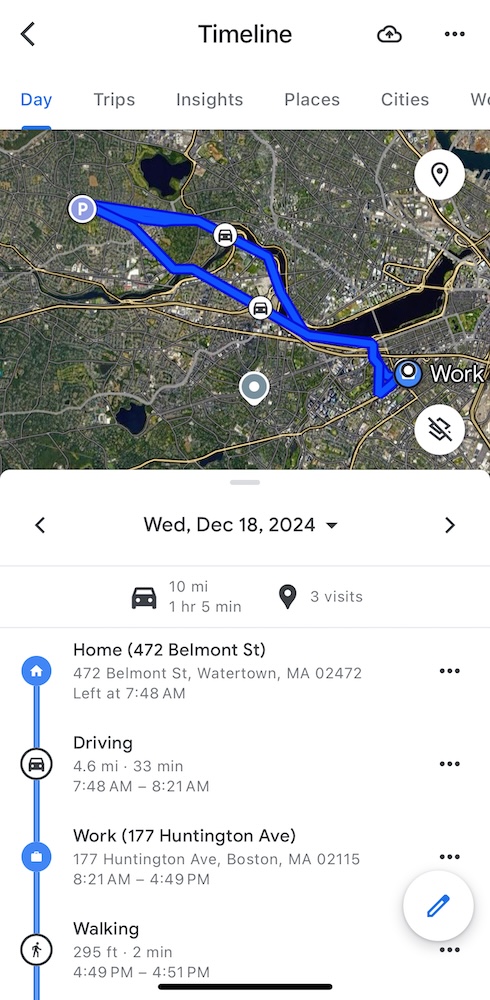 Timeline
Day Trips Insights Places Cities Wo
P
Work
Wed, Dec 18, 2024
10 mi
1 hr 5 min
3 visits
Home (472 Belmont St)
472 Belmont St, Watertown, MA 02472
Left at 7:48 AM
Driving
4.6 mi · 33 min
7:48 AM – 8:21 AM
Work (177 Huntington Ave)
177 Huntington Ave, Boston, MA 02115
8:21 AM – 4:49 PM
Walking
295 ft · 2 min
4:49 PM – 4:51 PM